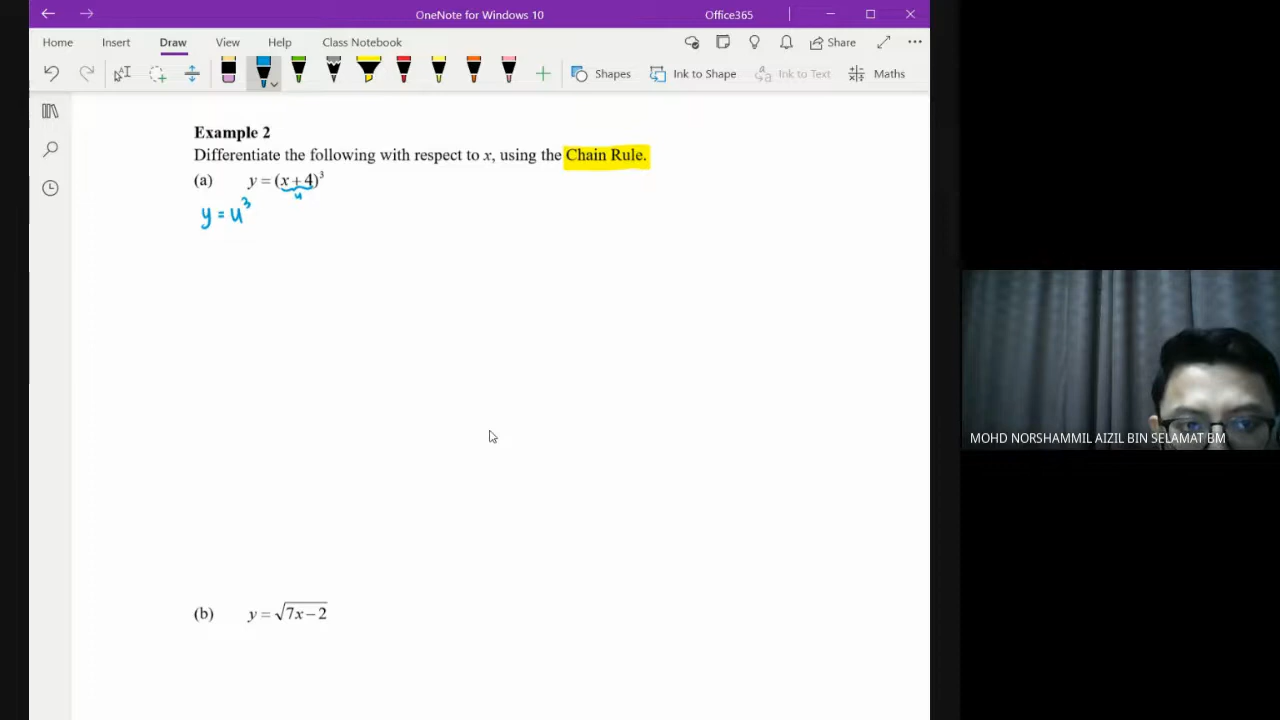 OneNote for Windows 10
Office365
Home Insert Draw View Help Class Notebook
Share
Shapes Ink to Shape Ink to Text Maths
Example 2
Differentiate the following with respect to x, using the Chain Rule.
(a) y = (x + 4)³
u
y = u³
MOHD NORSHAMMIL AIZIL BIN SELAMAT BM
(b) y = √(7x − 2)